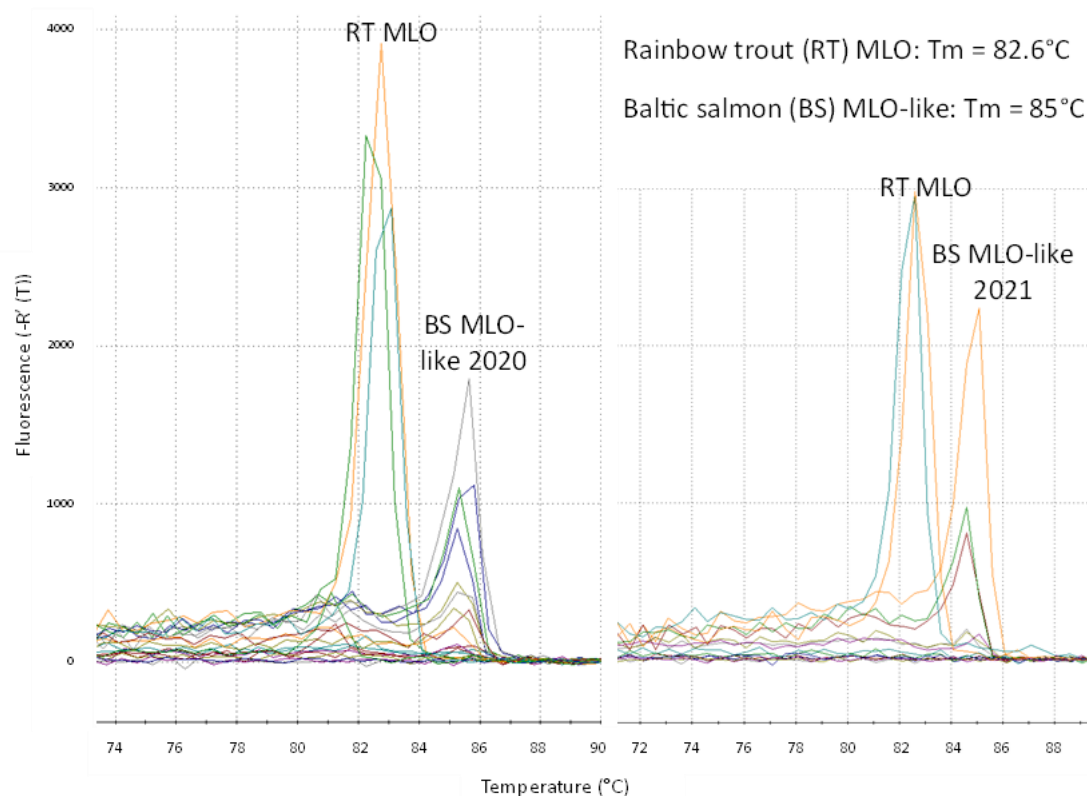 4000
3000
2000
1000
0
Fluorescence (-R′ (T))
RT MLO
BS MLO-
like 2020
74 76 78 80 82 84 86 88 90
Rainbow trout (RT) MLO: Tm = 82.6°C
Baltic salmon (BS) MLO-like: Tm = 85°C
RT MLO
BS MLO-like
2021
72 74 76 78 80 82 84 86 88
Temperature (°C)